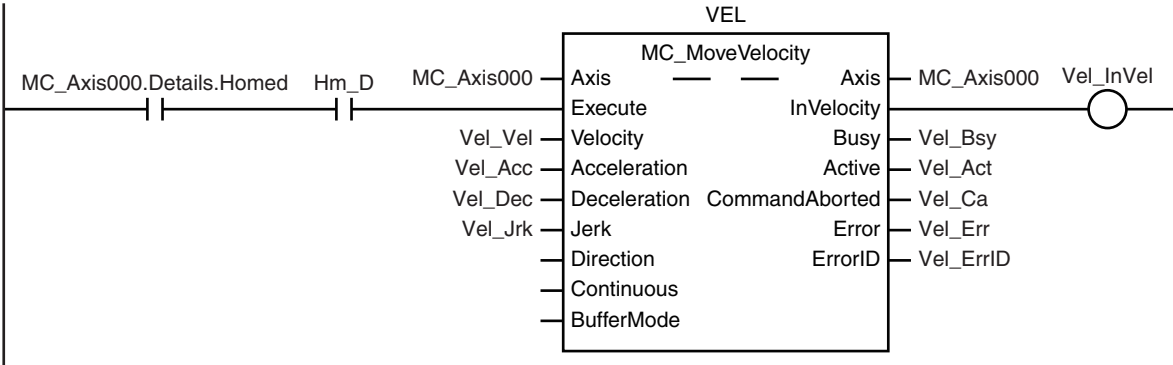 VEL
MC_MoveVelocity
MC_Axis000.Details.Homed Hm_D MC_Axis000 Axis Axis MC_Axis000 Vel_InVel
Execute InVelocity
Vel_Vel Velocity Busy Vel_Bsy
Vel_Acc Acceleration Active Vel_Act
Vel_Dec Deceleration CommandAborted Vel_Ca
Vel_Jrk Jerk Error Vel_Err
Direction ErrorID Vel_ErrID
Continuous
BufferMode